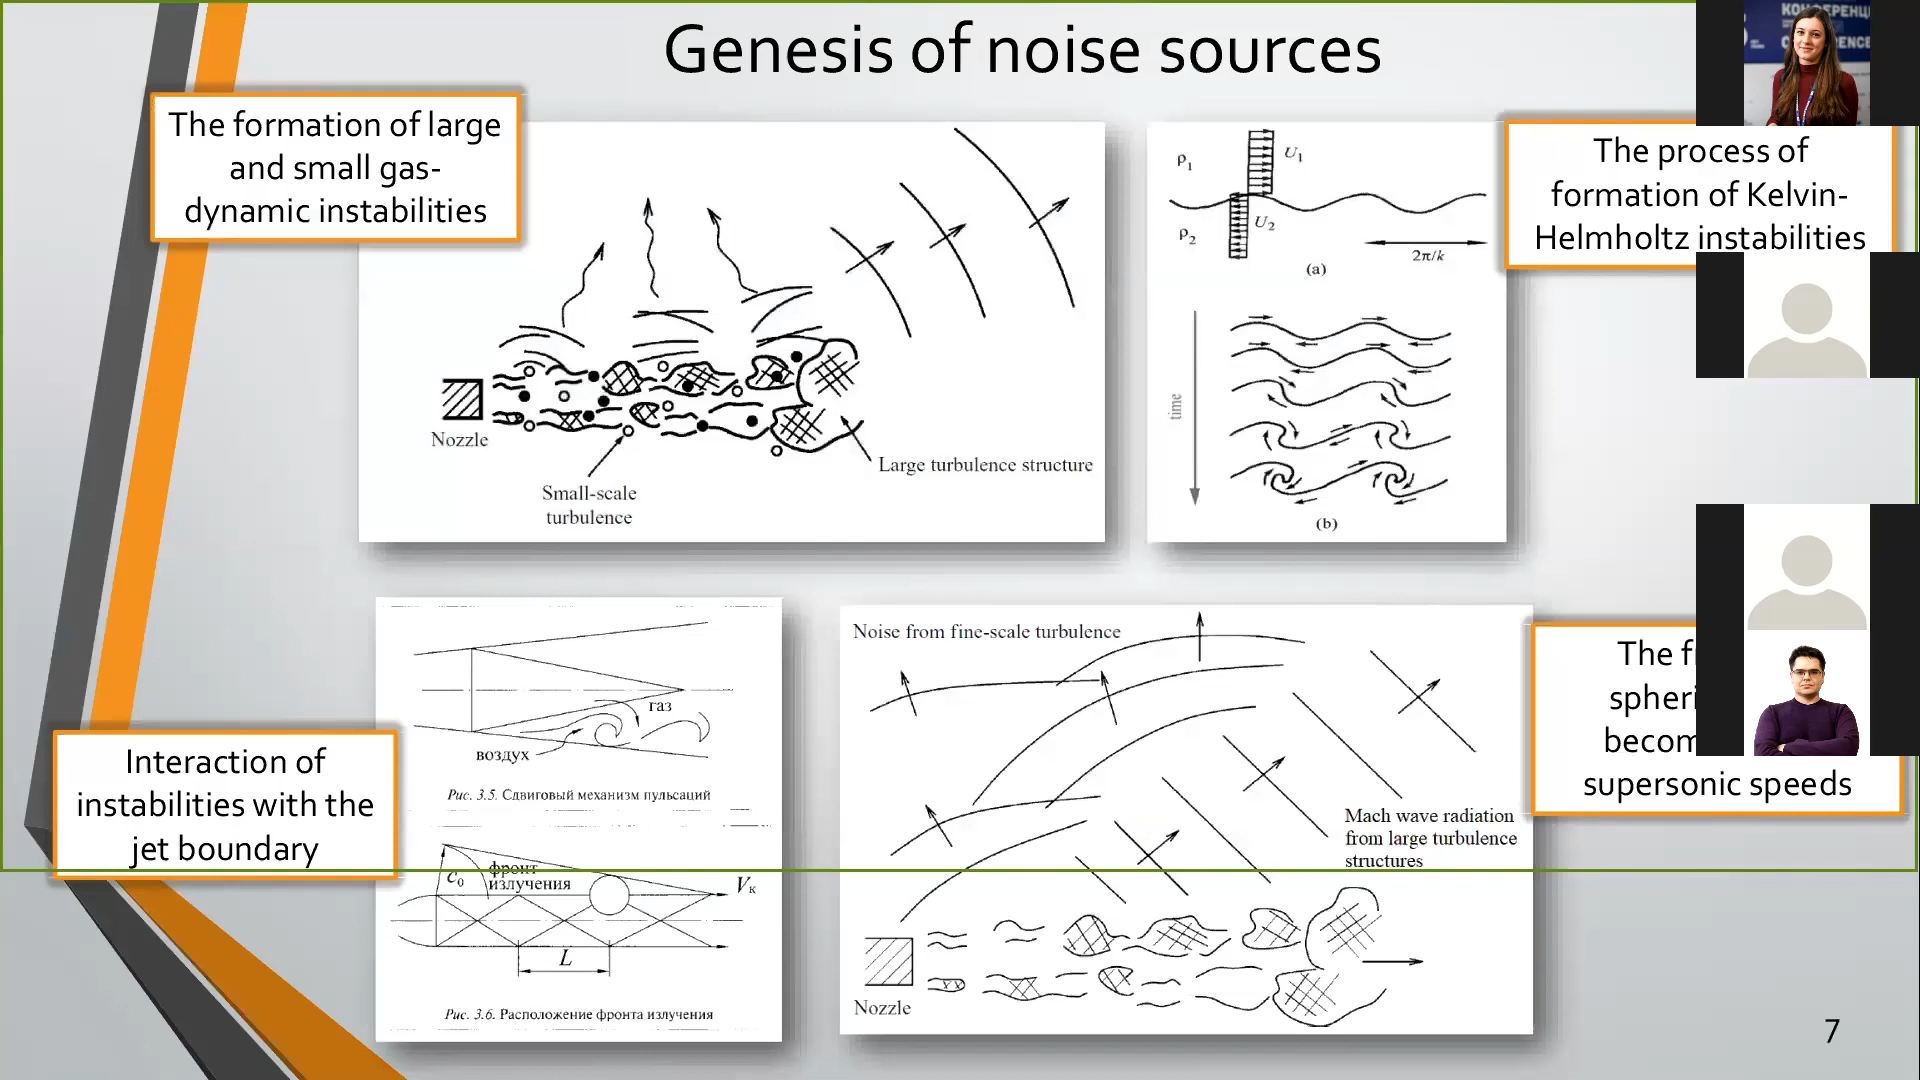 Genesis of noise sources
The formation of large
and small gas-
dynamic instabilities
Nozzle
Small-scale
turbulence
Large turbulence structure
ρ₁
U₁
ρ₂
U₂
2π/k
(a)
time
(b)
The process of
formation of Kelvin-
Helmholtz instabilities
КОНФЕРЕНЦ
Interaction of
instabilities with the
jet boundary
газ
воздух
Рис. 3.5. Сдвиговый механизм пульсаций
c₀
фронт
излучения
Vк
L
Рис. 3.6. Расположение фронта излучения
Noise from fine-scale turbulence
Mach wave radiation
from large turbulence
structures
Nozzle
The
supersonic speeds
7